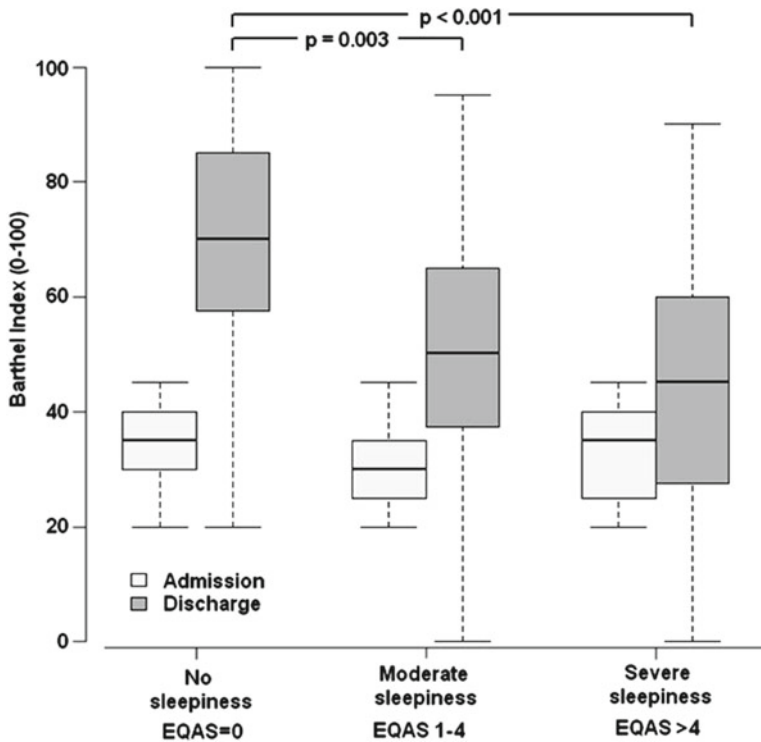 p < 0.001
p = 0.003
Barthel Index (0-100)
100
80
60
40
20
0
Admission
Discharge
No
sleepiness
EQAS=0
Moderate
sleepiness
EQAS 1-4
Severe
sleepiness
EQAS >4